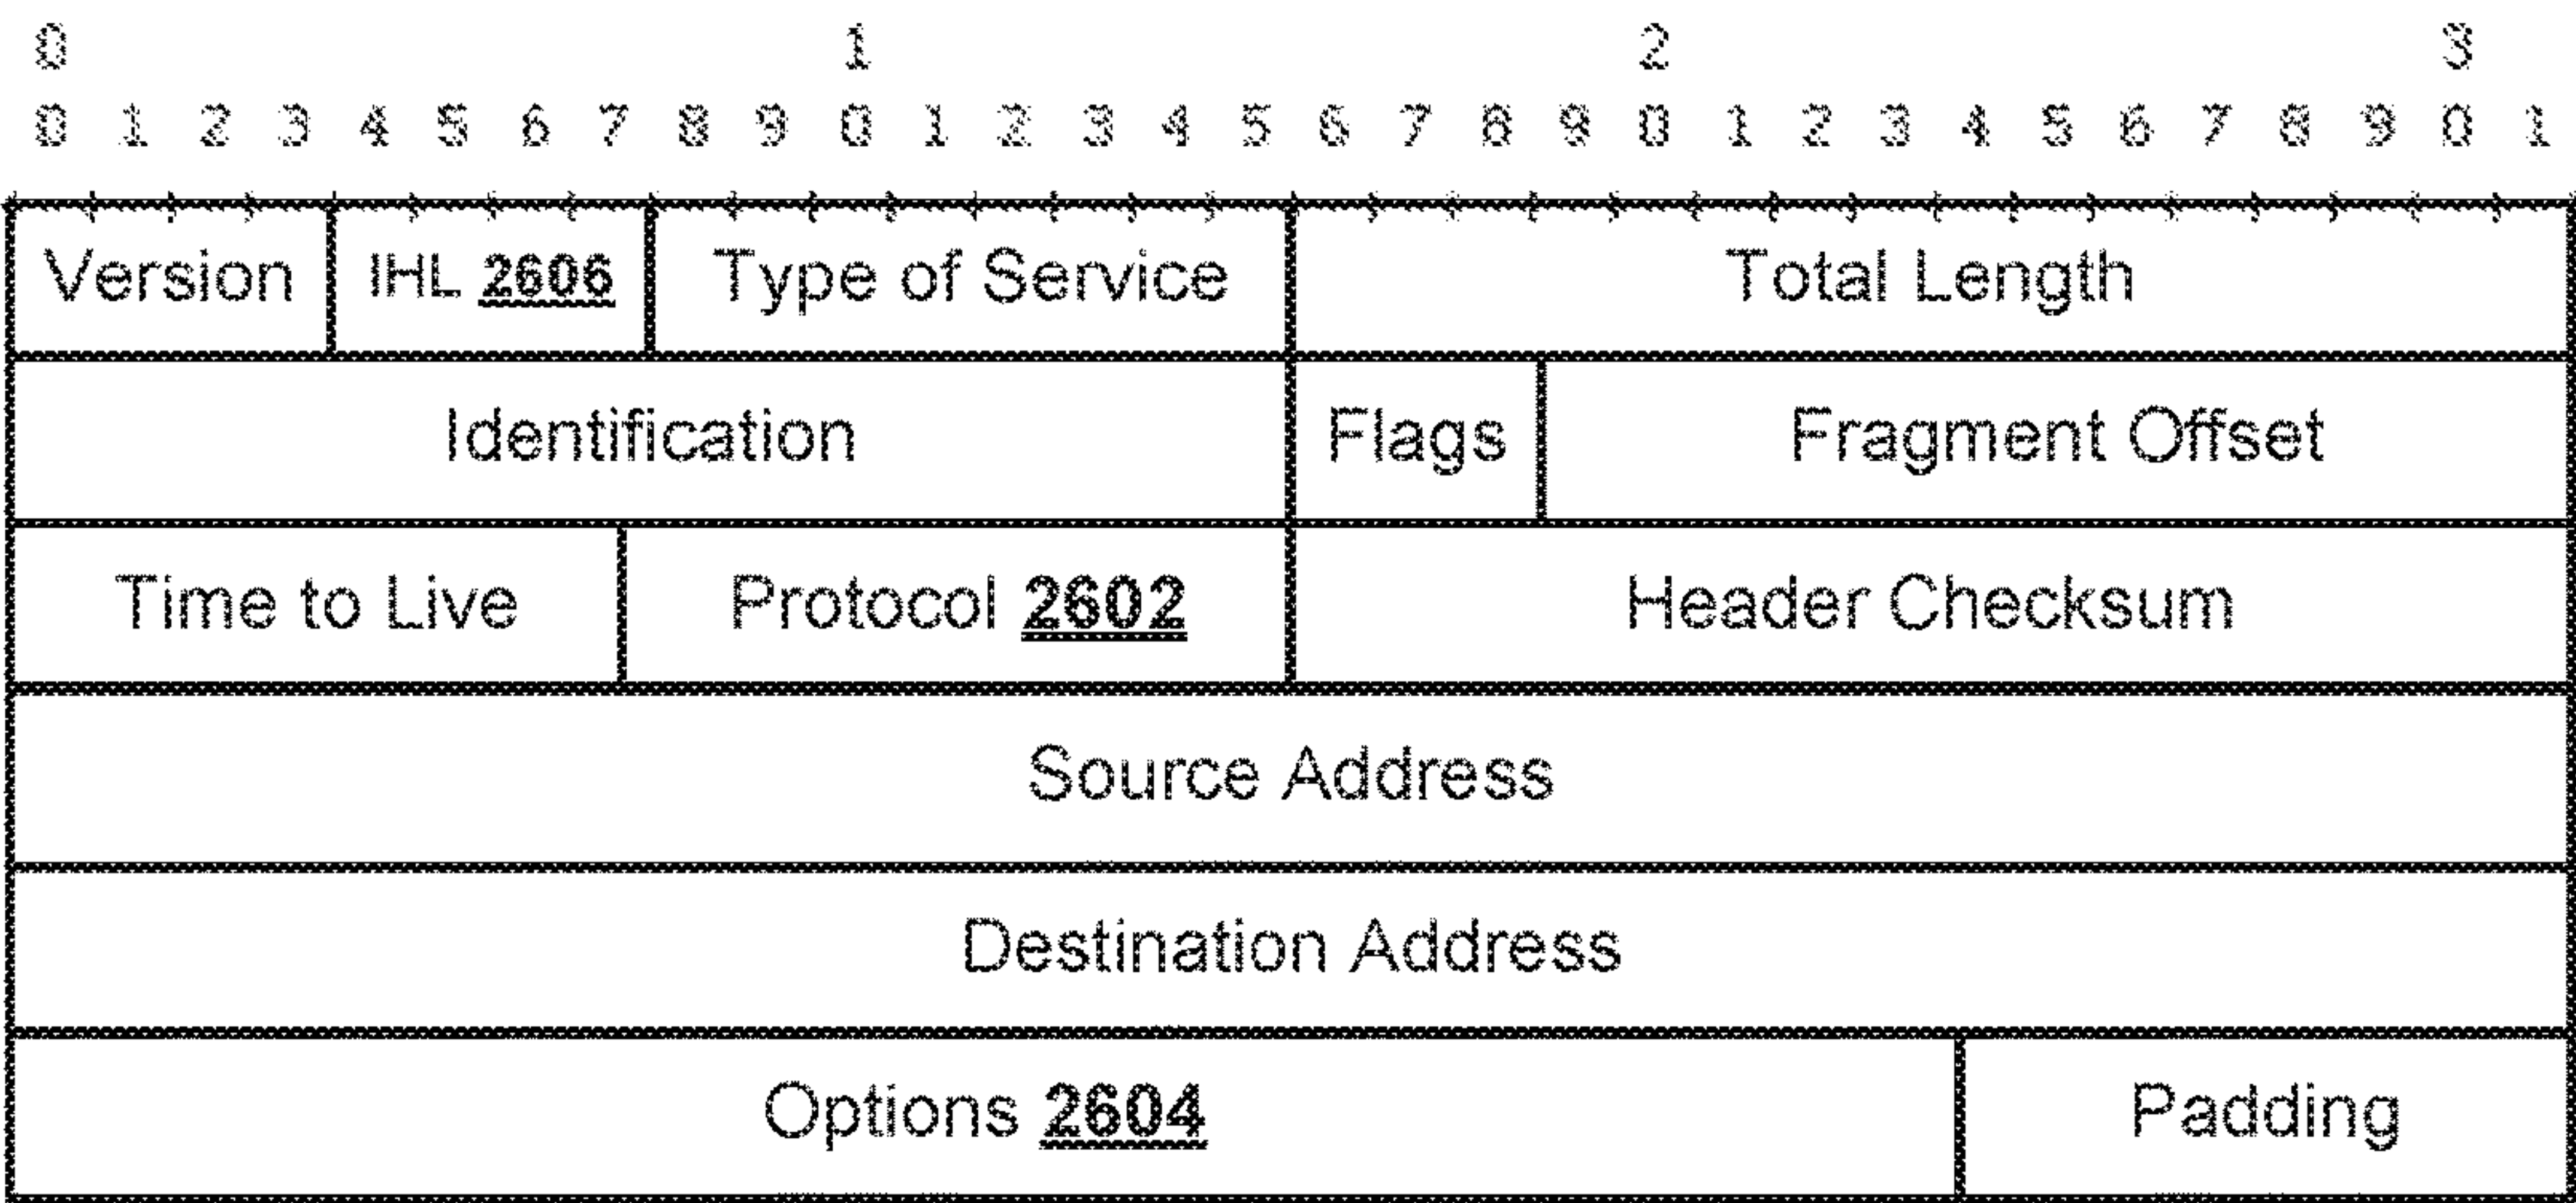 0 1 2 3
0 1 2 3 4 5 6 7 8 9 0 1 2 3 4 5 6 7 8 9 0 1 2 3 4 5 6 7 8 9 0 1
Version IHL 2606 Type of Service Total Length
Identification Flags Fragment Offset
Time to Live Protocol 2602 Header Checksum
Source Address
Destination Address
Options 2604 Padding